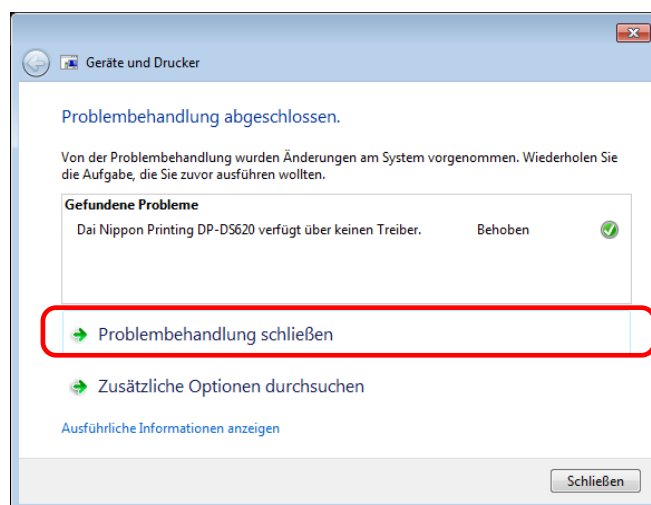 Geräte und Drucker
Problembehandlung abgeschlossen.
Von der Problembehandlung wurden Änderungen am System vorgenommen. Wiederholen Sie
die Aufgabe, die Sie zuvor ausführen wollten.
Gefundene Probleme
Dai Nippon Printing DP-DS620 verfügt über keinen Treiber. Behoben
Problembehandlung schließen
Zusätzliche Optionen durchsuchen
Ausführliche Informationen anzeigen
Schließen